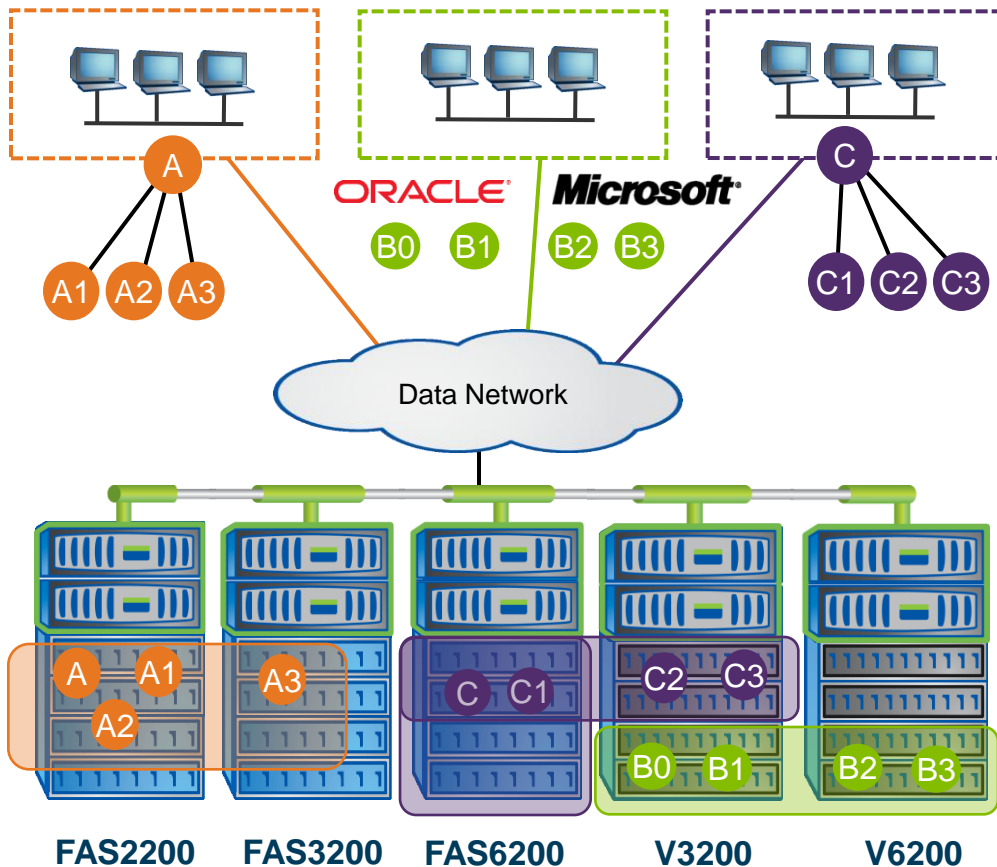 A
C
ORACLE®
Microsoft®
B0 B1 B2 B3
A1 A2 A3
C1 C2 C3
Data Network
A A1 A3 C C1 C2 C3
A2
B0 B1 B2 B3
FAS2200 FAS3200 FAS6200 V3200 V6200